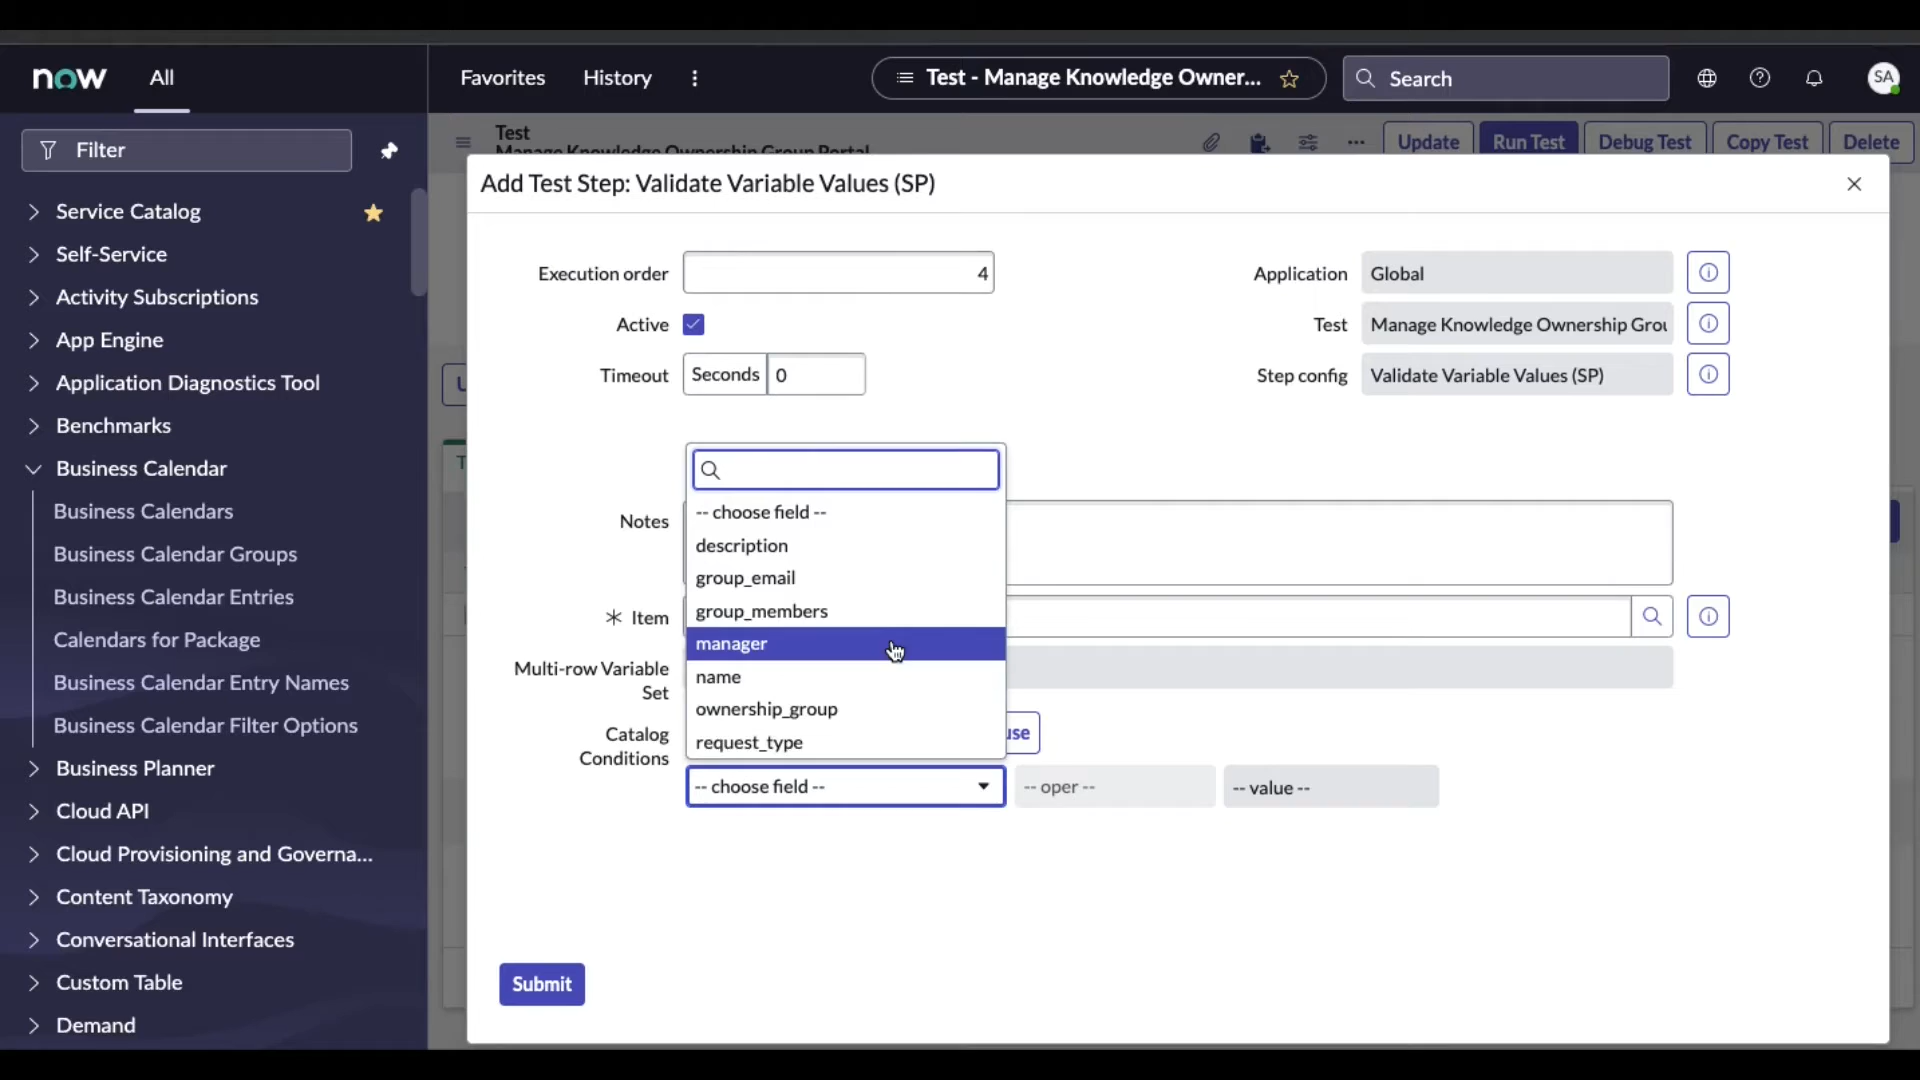 now
All
Favorites
History
Test - Manage Knowledge Owner...
Search
SA
Filter
Service Catalog
Self-Service
Activity Subscriptions
App Engine
Application Diagnostics Tool
Benchmarks
Business Calendar
Business Calendars
Business Calendar Groups
Business Calendar Entries
Calendars for Package
Business Calendar Entry Names
Business Calendar Filter Options
Business Planner
Cloud API
Cloud Provisioning and Governa...
Content Taxonomy
Conversational Interfaces
Custom Table
Demand
Test
Manage Knowledge Ownership Group Portal
Update
Run Test
Debug Test
Copy Test
Delete
Add Test Step: Validate Variable Values (SP)
Execution order
4
Application
Global
Active
Test
Manage Knowledge Ownership Grou
Timeout
Seconds
0
Step config
Validate Variable Values (SP)
Notes
-- choose field --
description
group_email
group_members
manager
name
ownership_group
request_type
* Item
Multi-row Variable
Set
Catalog
Conditions
-- choose field --
-- oper --
-- value --
Submit